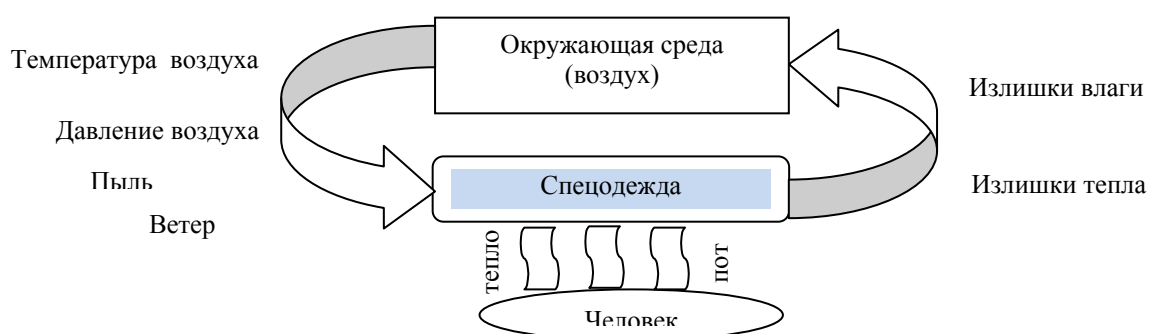 Температура воздуха
Окружающая среда
(воздух)
Излишки влаги
Давление воздуха
Пыль
Спецодежда
Излишки тепла
Ветер
тепло
пот
Человек